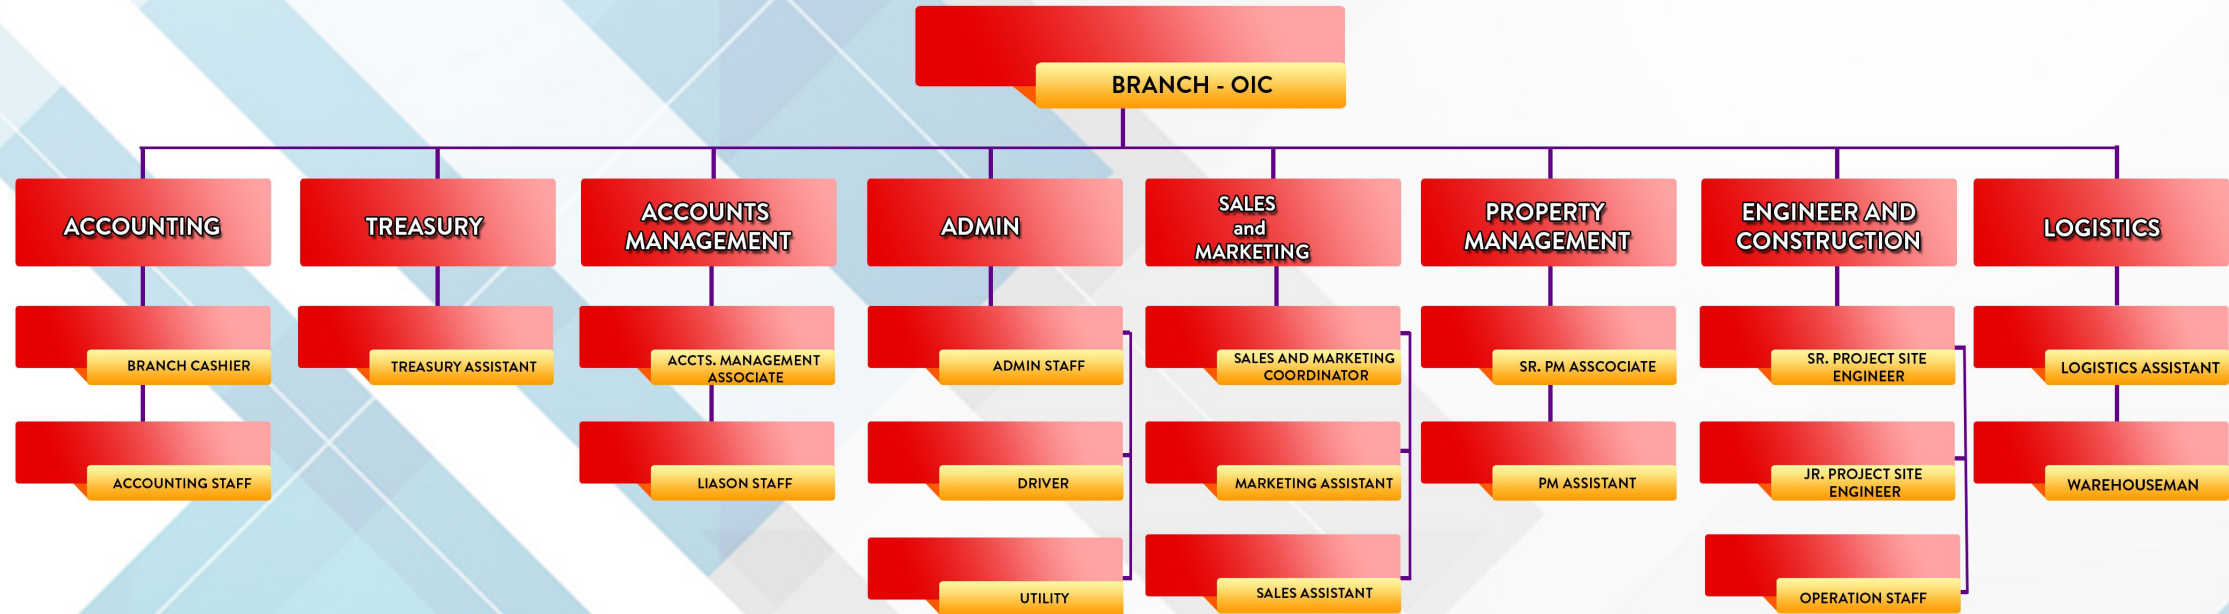 BRANCH - OIC
ACCOUNTING
TREASURY
ACCOUNTS
MANAGEMENT
ADMIN
SALES
and
MARKETING
PROPERTY
MANAGEMENT
ENGINEER AND
CONSTRUCTION
LOGISTICS
BRANCH CASHIER
TREASURY ASSISTANT
ACCTS. MANAGEMENT
ASSOCIATE
ADMIN STAFF
SALES AND MARKETING
COORDINATOR
SR. PM ASSCOCIATE
SR. PROJECT SITE
ENGINEER
LOGISTICS ASSISTANT
ACCOUNTING STAFF
LIASON STAFF
DRIVER
MARKETING ASSISTANT
PM ASSISTANT
JR. PROJECT SITE
ENGINEER
WAREHOUSEMAN
UTILITY
SALES ASSISTANT
OPERATION STAFF